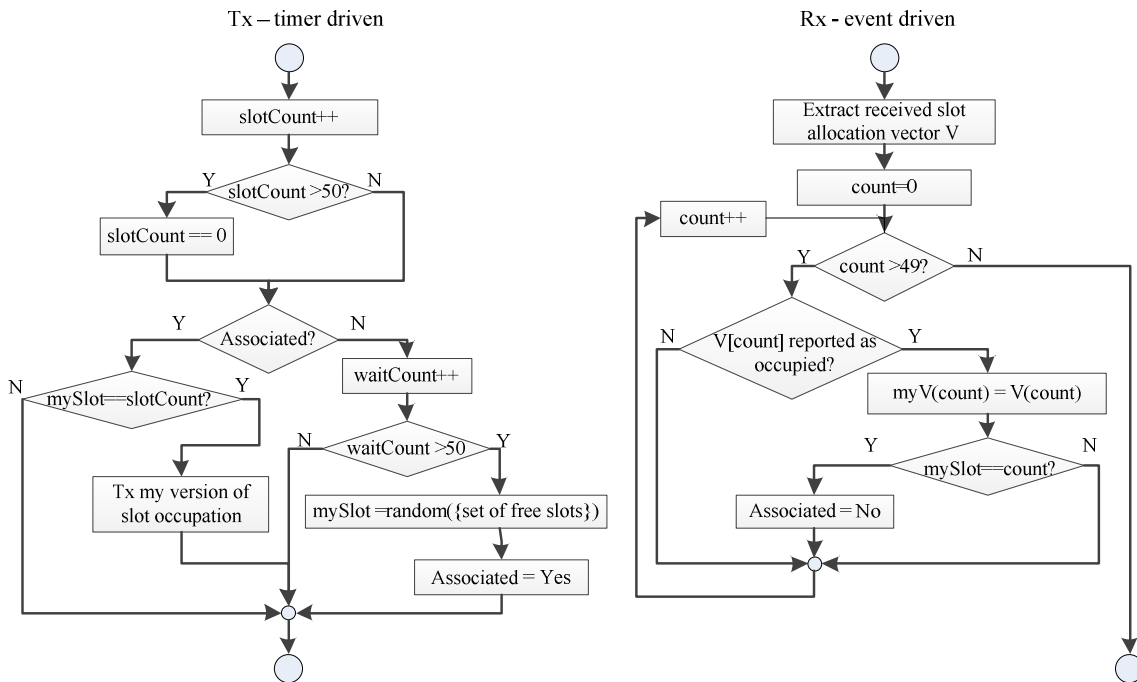 Tx – timer driven
slotCount++
Y
slotCount >50?
N
slotCount == 0
Y
Associated?
N
waitCount++
N
mySlot==slotCount?
Y
N
waitCount >50
Y
Tx my version of
slot occupation
mySlot =random({set of free slots})
Associated = Yes
Rx - event driven
Extract received slot
allocation vector V
count=0
count++
Y
count >49?
N
N
V[count] reported as
occupied?
Y
myV(count) = V(count)
Y
mySlot==count?
N
Associated = No